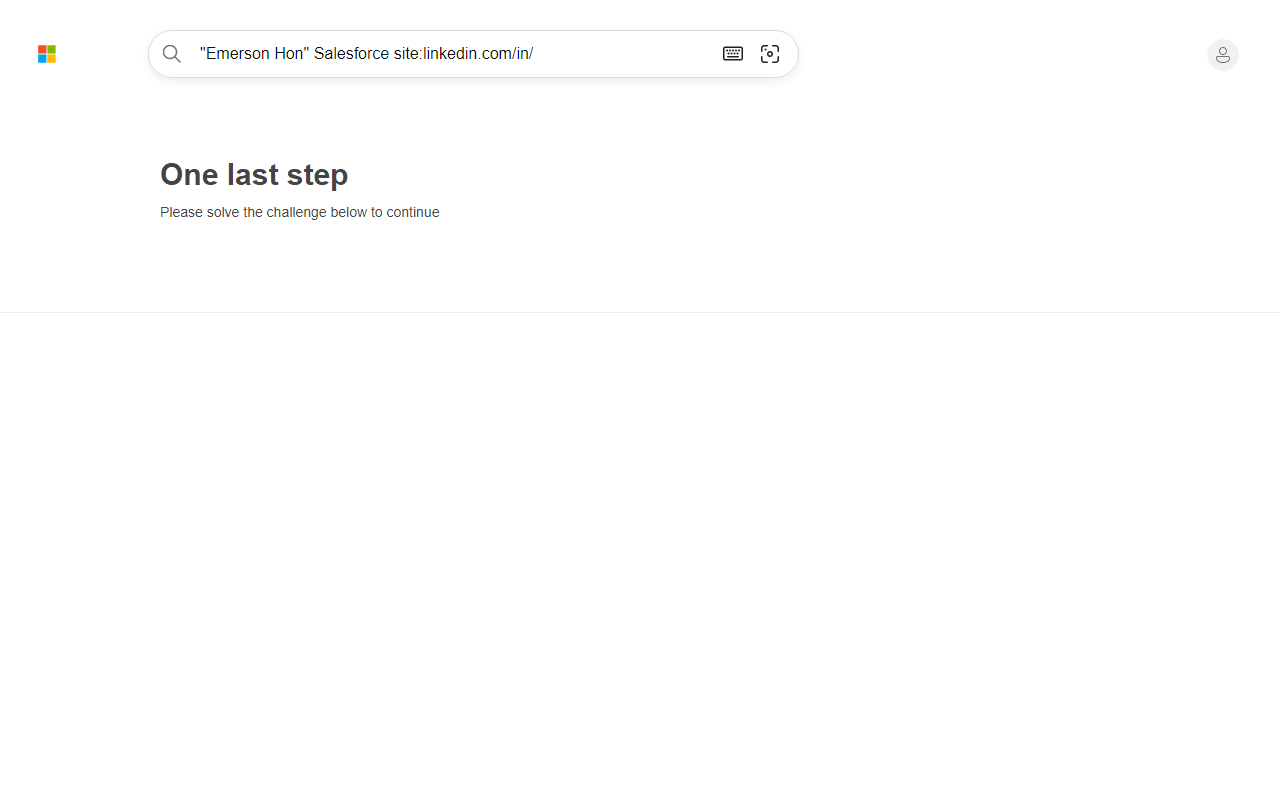 "Emerson Hon" Salesforce site:linkedin.com/in/
One last step
Please solve the challenge below to continue